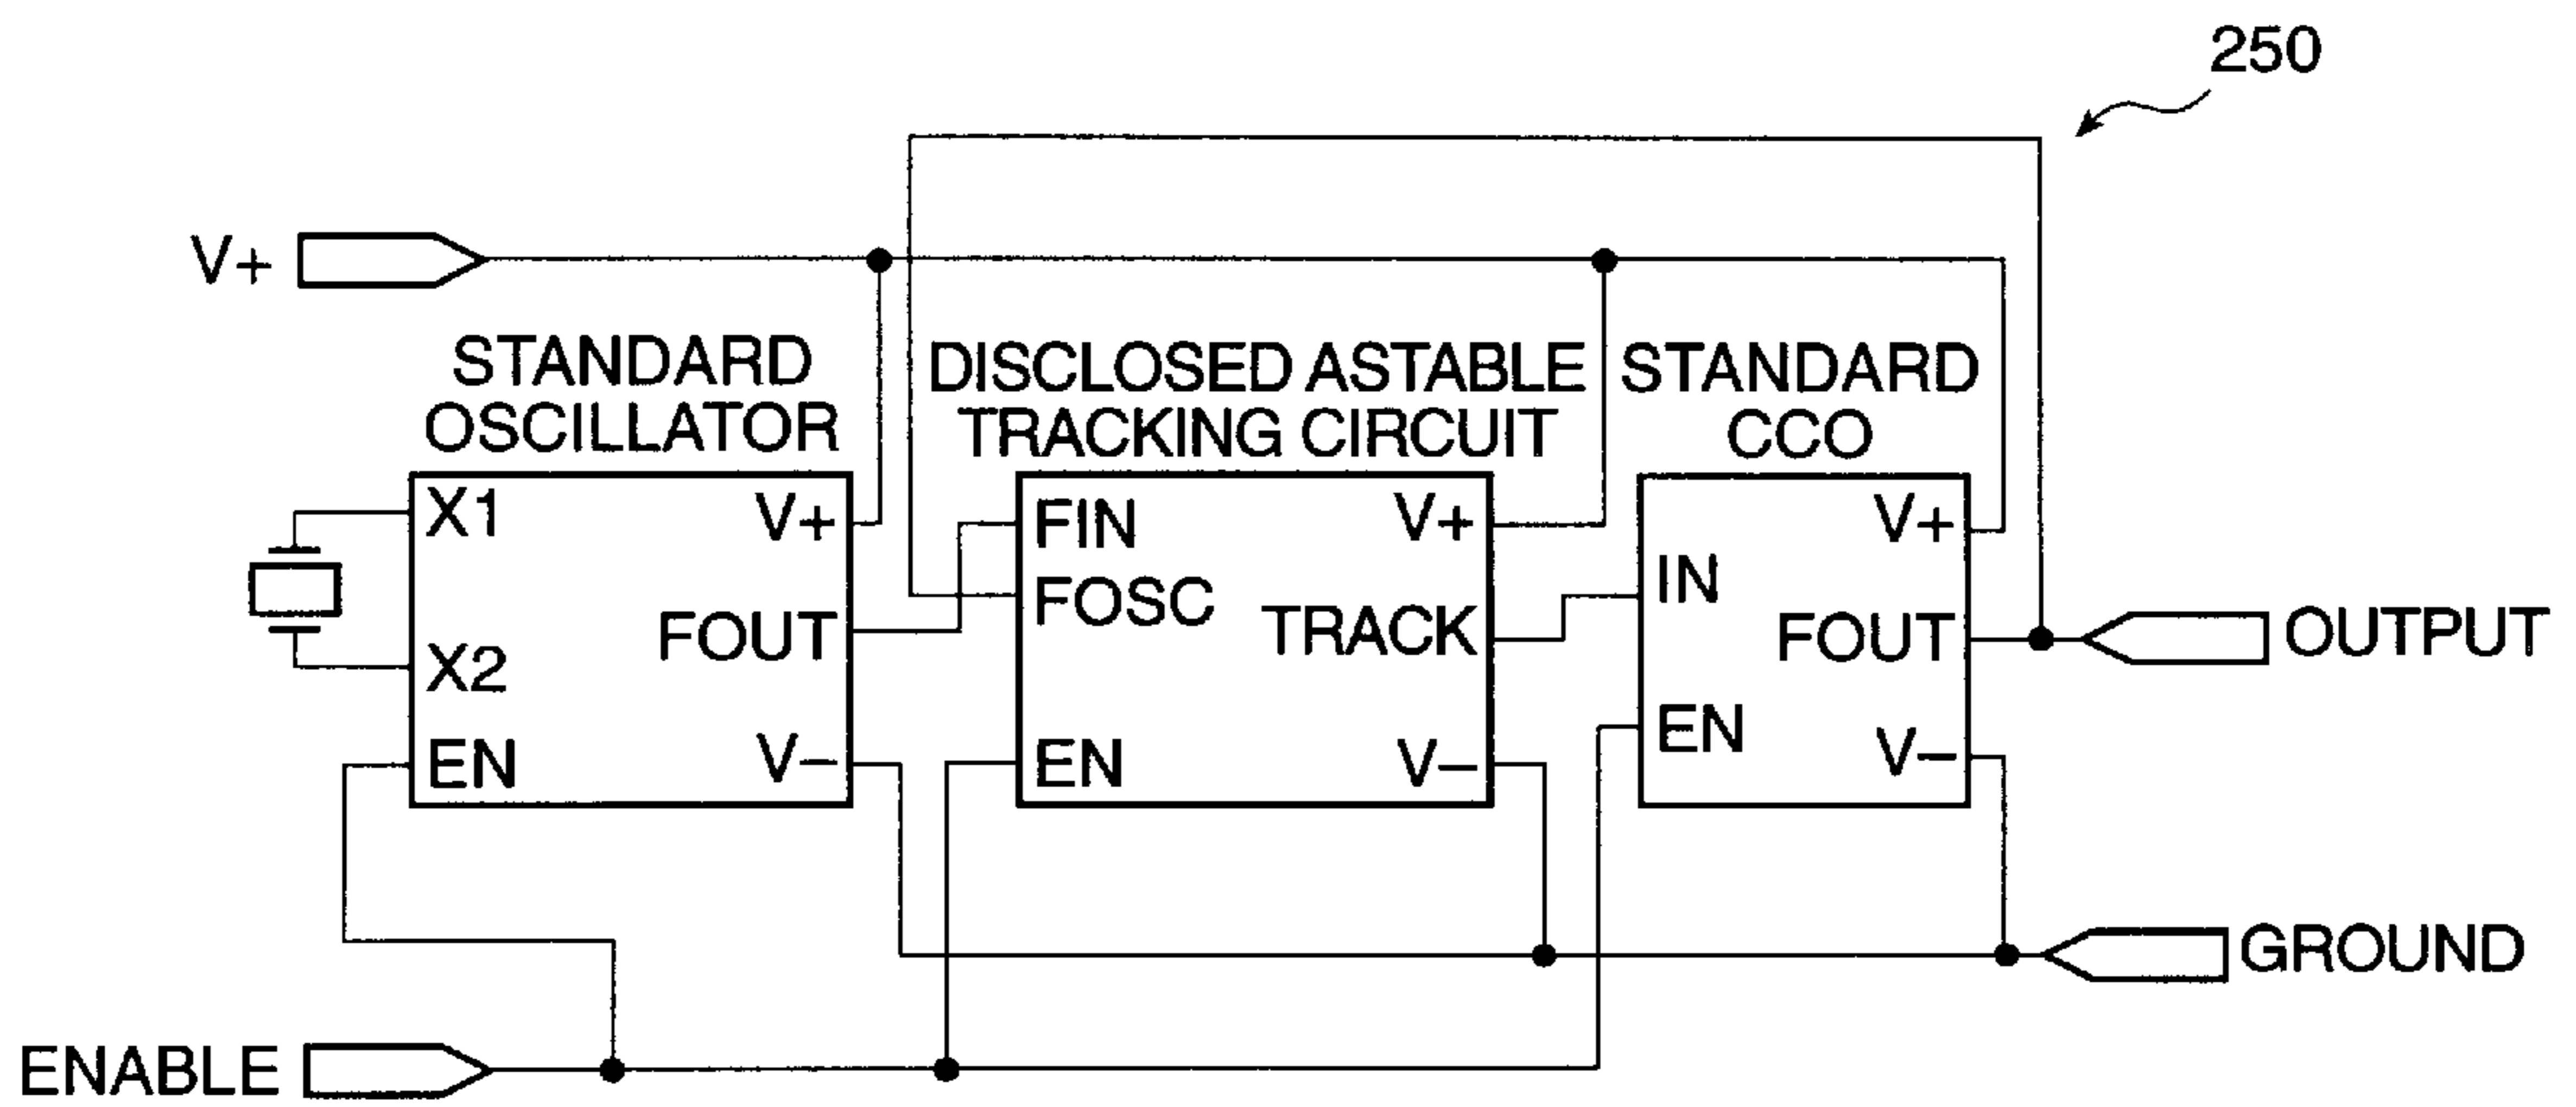 250
V+
STANDARD
OSCILLATOR
DISCLOSED ASTABLE
TRACKING CIRCUIT
STANDARD
CCO
X1
V+
FOUT
X2
EN
V−
FIN
V+
FOSC
TRACK
EN
V−
V+
IN
FOUT
EN
V−
OUTPUT
GROUND
ENABLE